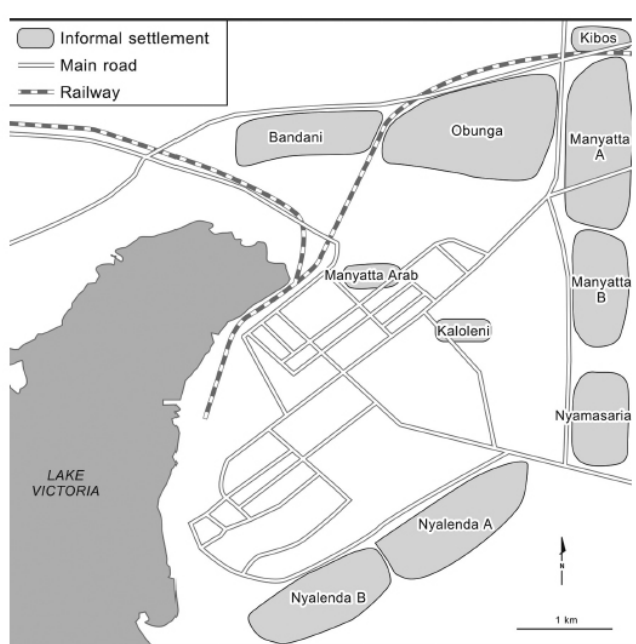 Informal settlement
Main road
Railway
Kibos
Bandani
Obunga
Manyatta
A
Manyatta Arab
Manyatta
B
Kaloleni
Nyamasaria
LAKE
VICTORIA
Nyalenda A
Nyalenda B
N
1 km